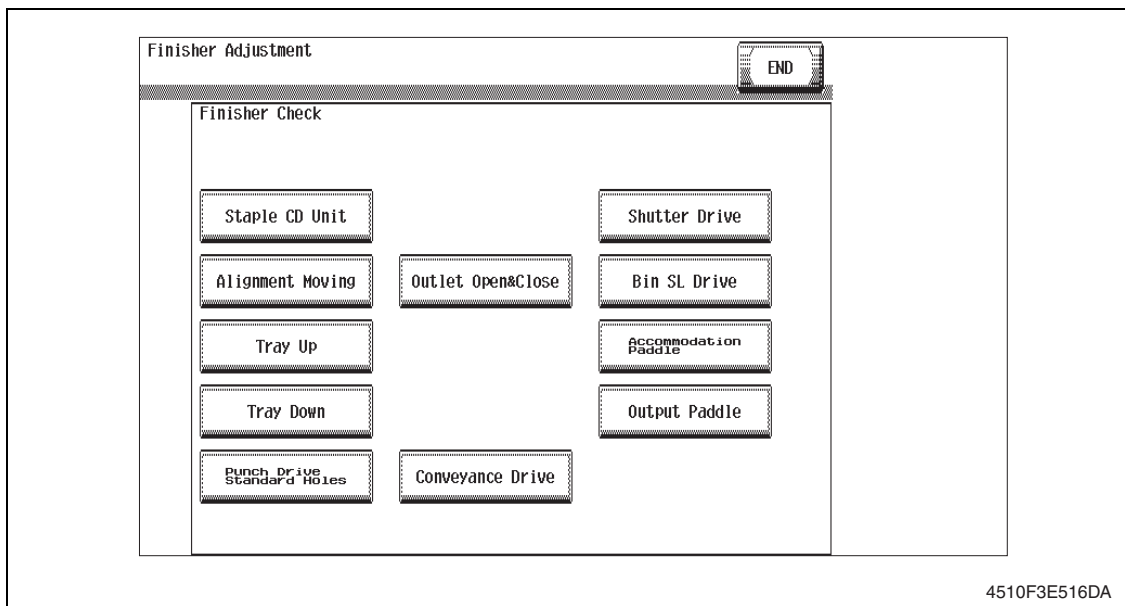 Finisher Adjustment
END
Finisher Check
Staple CD Unit
Shutter Drive
Alignment Moving
Outlet Open&Close
Bin SL Drive
Tray Up
Accommodation
Paddle
Tray Down
Output Paddle
Punch Drive
Standard Holes
Conveyance Drive
4510F3E516DA